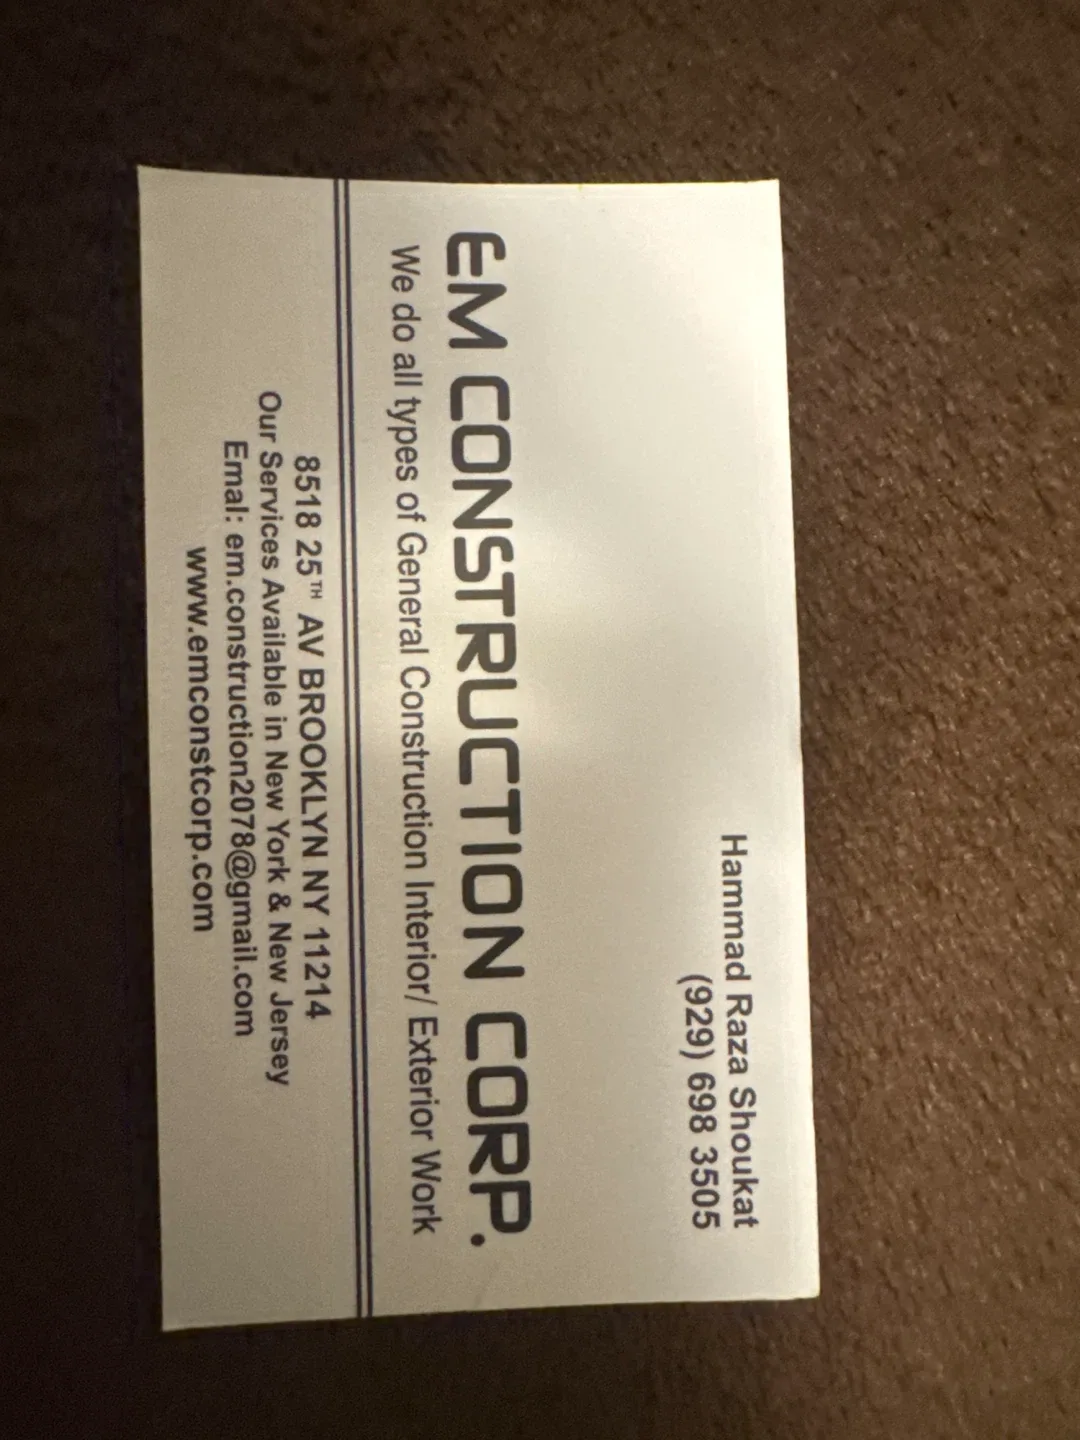 Hammad Raza Shoukat
(929) 698 3505
EM CONSTRUCTION CORP.
We do all types of General Construction Interior/ Exterior Work
8518 25TH AV BROOKLYN NY 11214
Our Services Available in New York & New Jersey
Emal: em.construction2078@gmail.com
www.emconstcorp.com